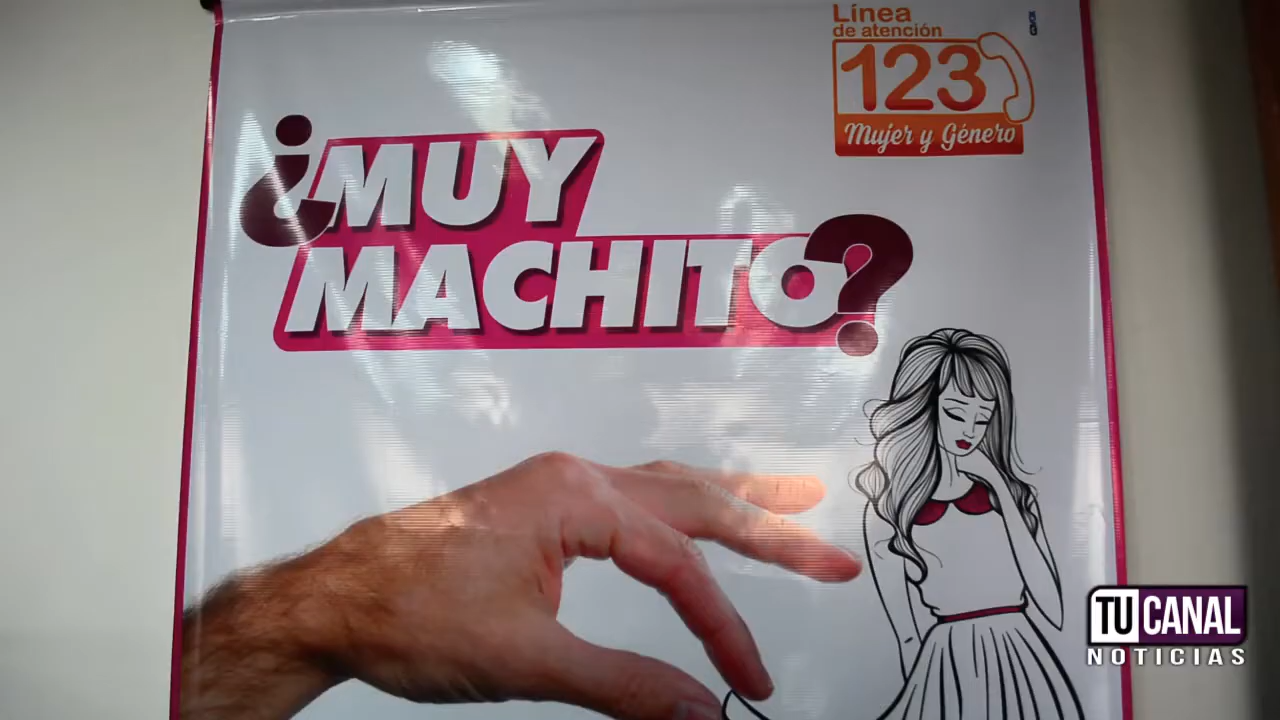 Línea
de atención
123
Mujer y Género
¿MUY
MACHITO?
TU CANAL
NOTICIAS